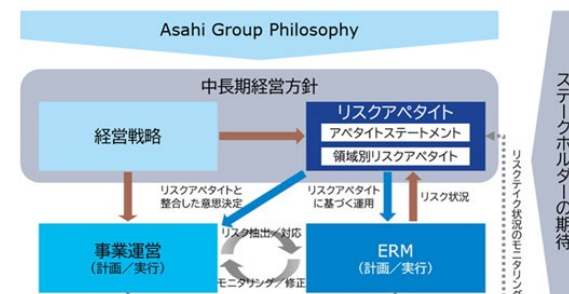 Asahi Group Philosophy
中長期経営方針
経営戦略
リスクアペタイト
アペタイトステートメント
領域別リスクアペタイト
リスクアペタイトと
整合した意思決定
リスクアペタイト
に基づく運用
リスク状況
事業運営
(計画/実行)
リスク抽出/対応
モニタリング/修正
ERM
(計画/実行)
リスクテイク状況のモニタリング
ステークホルダーの期待